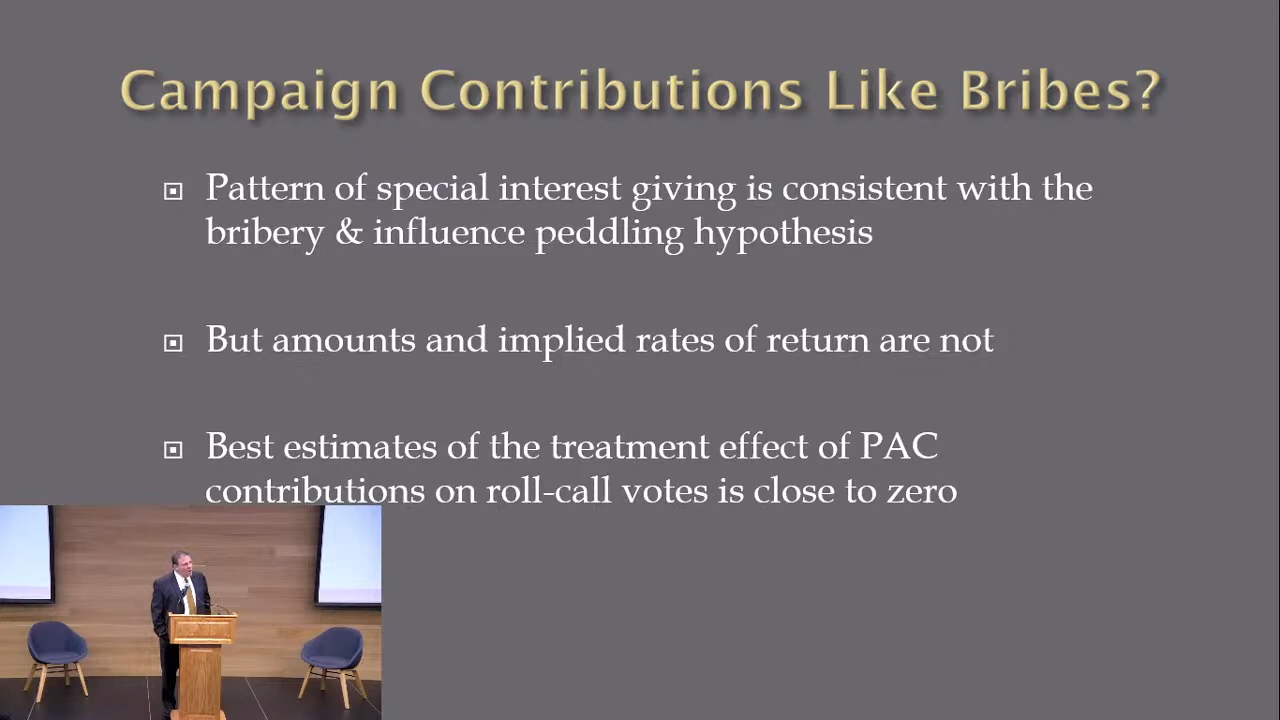 Campaign Contributions Like Bribes?
Pattern of special interest giving is consistent with the
bribery & influence peddling hypothesis
But amounts and implied rates of return are not
Best estimates of the treatment effect of PAC
contributions on roll-call votes is close to zero